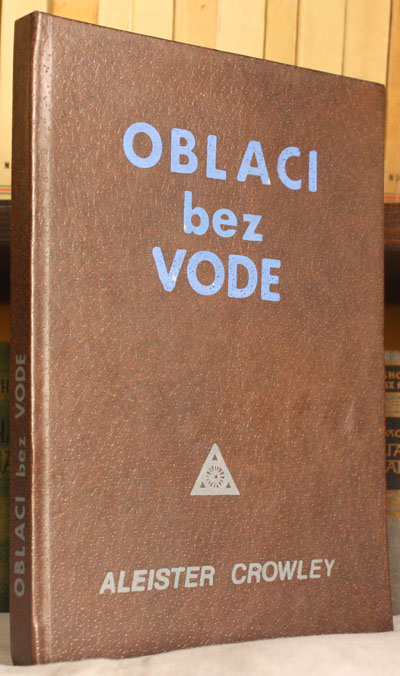 OBLACI
bez
VODE
ALEISTER CROWLEY
OBLACI bez VODE